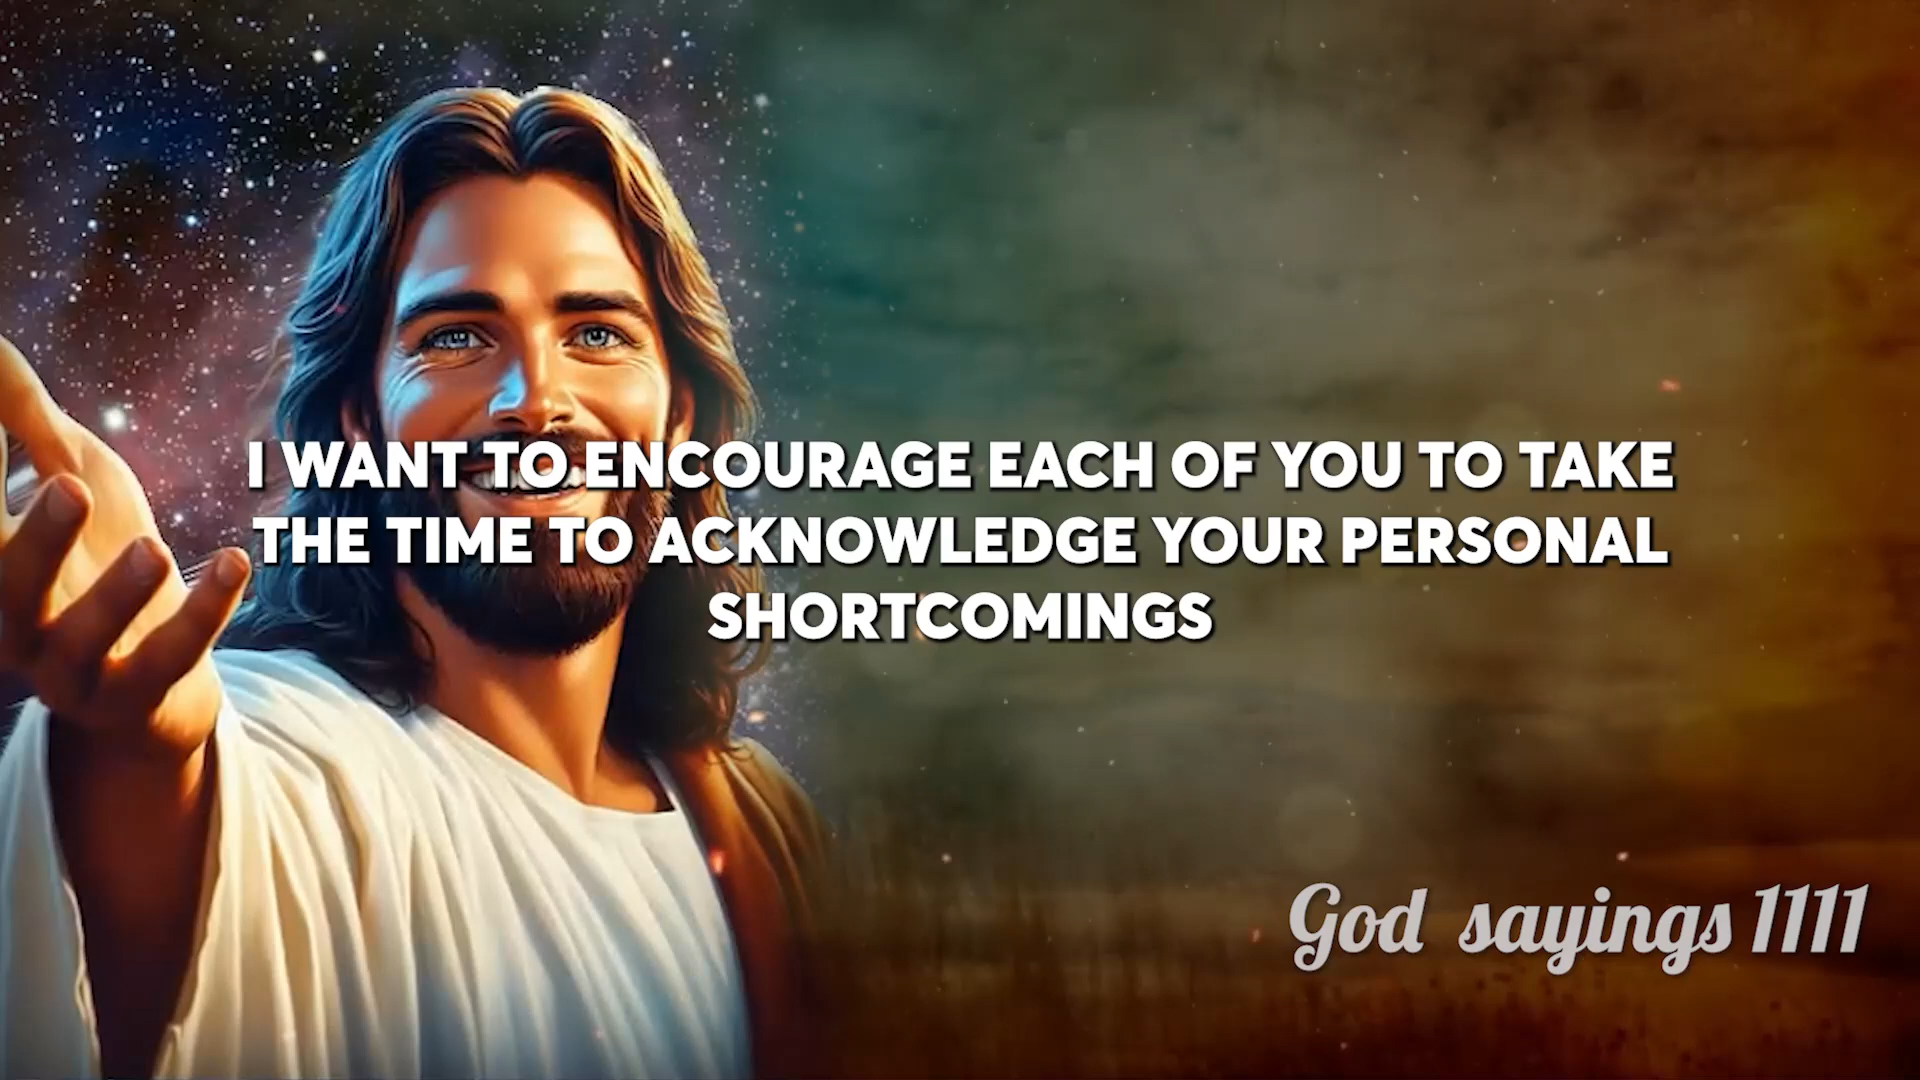 I WANT TO ENCOURAGE EACH OF YOU TO TAKE
THE TIME TO ACKNOWLEDGE YOUR PERSONAL
SHORTCOMINGS
God sayings 1111